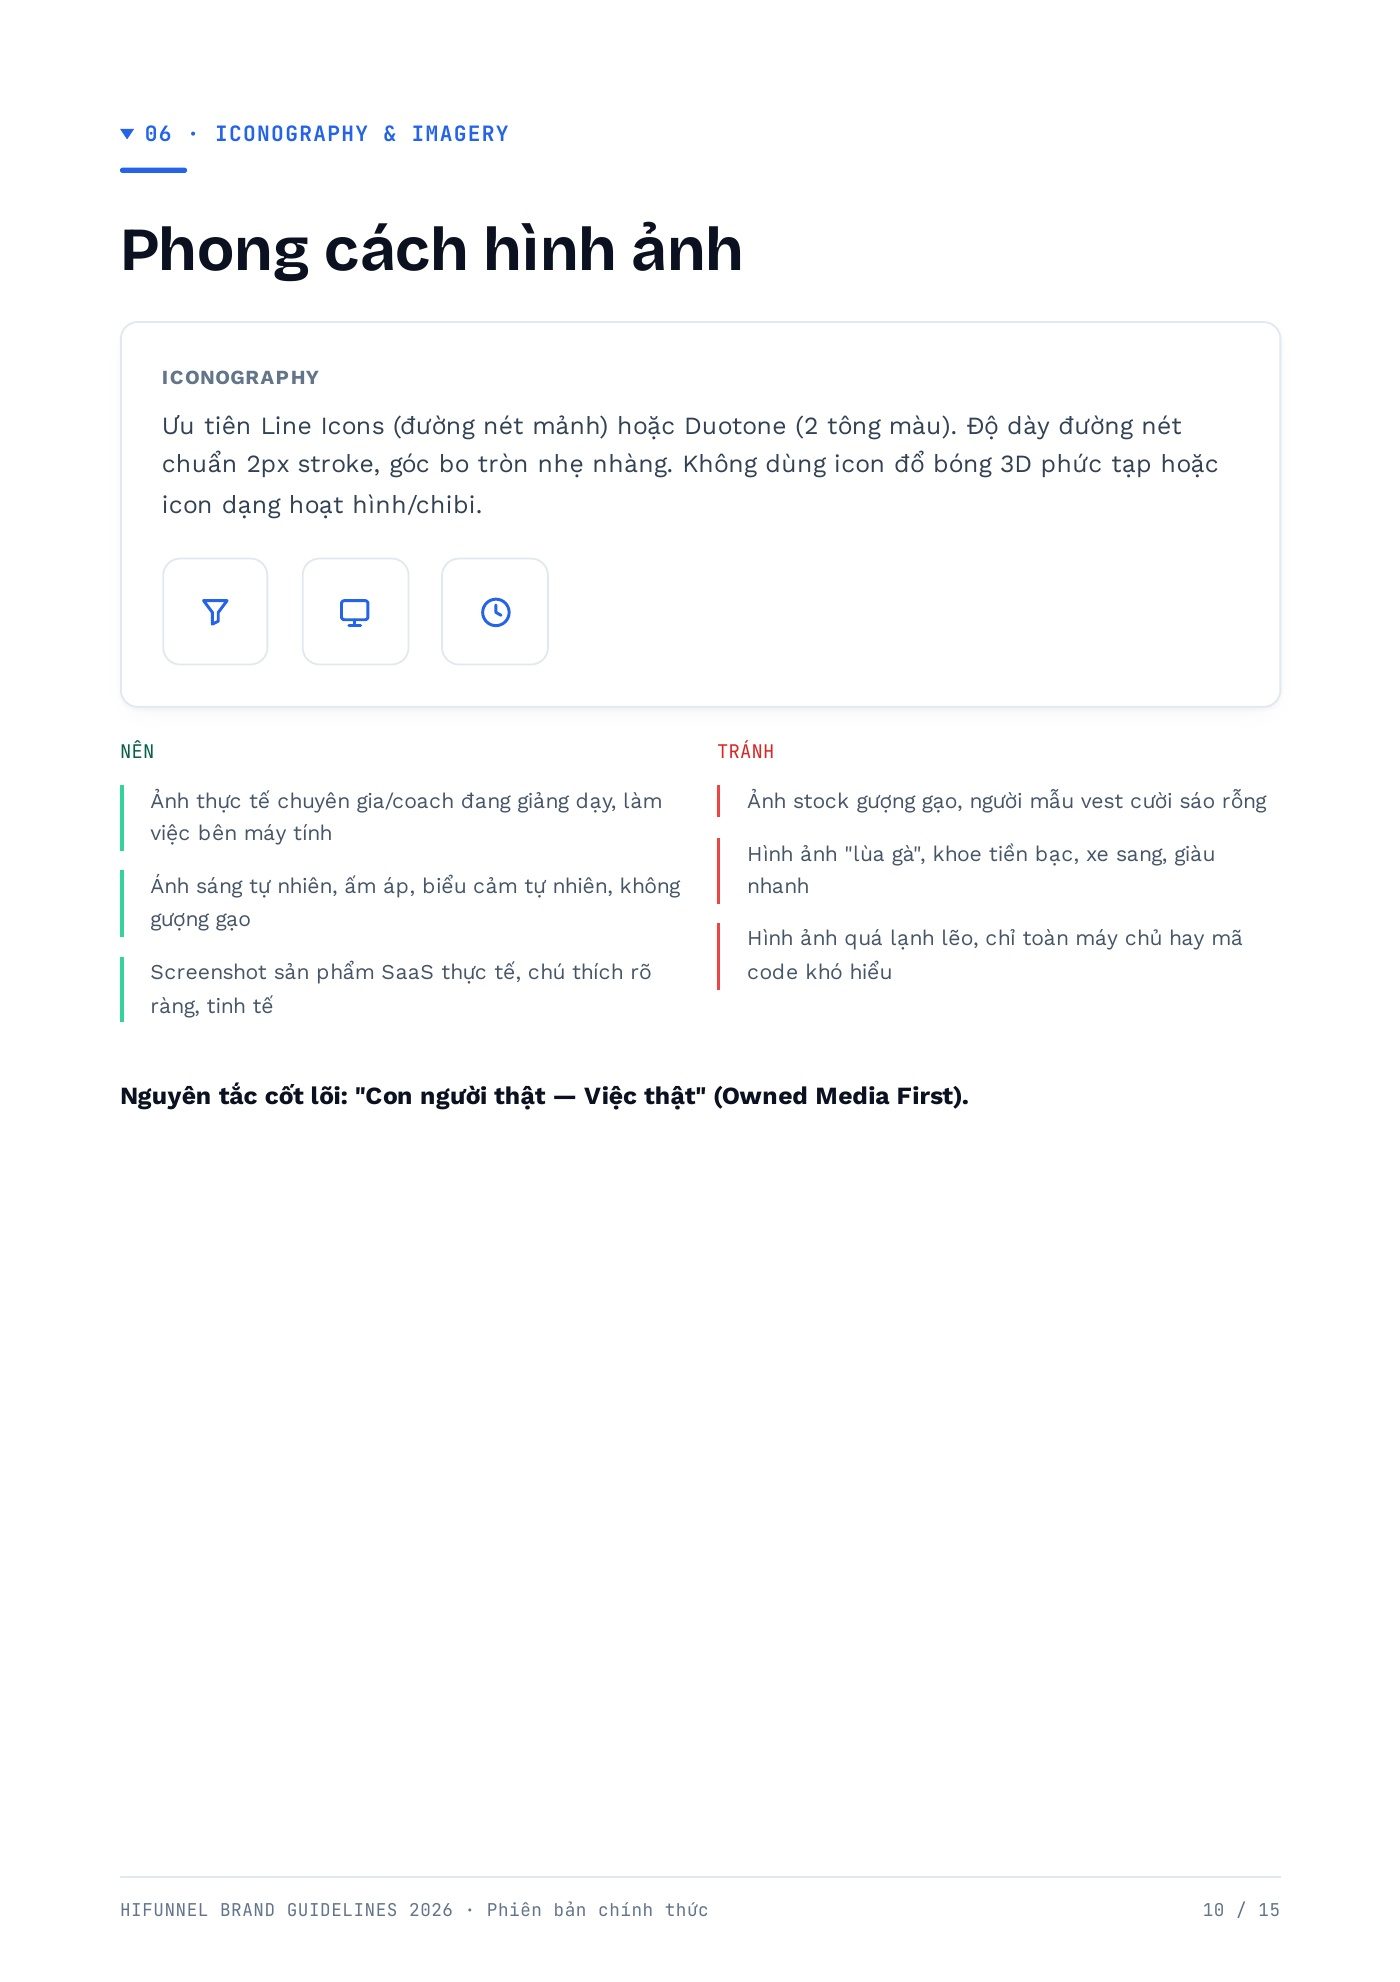 06 · ICONOGRAPHY & IMAGERY
Phong cách hình ảnh
ICONOGRAPHY
Ưu tiên Line Icons (đường nét mảnh) hoặc Duotone (2 tông màu). Độ dày đường nét
chuẩn 2px stroke, góc bo tròn nhẹ nhàng. Không dùng icon đổ bóng 3D phức tạp hoặc
icon dạng hoạt hình/chibi.
NÊN
Ảnh thực tế chuyên gia/coach đang giảng dạy, làm
việc bên máy tính
Ánh sáng tự nhiên, ấm áp, biểu cảm tự nhiên, không
gượng gạo
Screenshot sản phẩm SaaS thực tế, chú thích rõ
ràng, tinh tế
TRÁNH
Ảnh stock gượng gạo, người mẫu vest cười sáo rỗng
Hình ảnh "lùa gà", khoe tiền bạc, xe sang, giàu
nhanh
Hình ảnh quá lạnh lẽo, chỉ toàn máy chủ hay mã
code khó hiểu
Nguyên tắc cốt lõi: "Con người thật — Việc thật" (Owned Media First).
HIFUNNEL BRAND GUIDELINES 2026 · Phiên bản chính thức
10 / 15